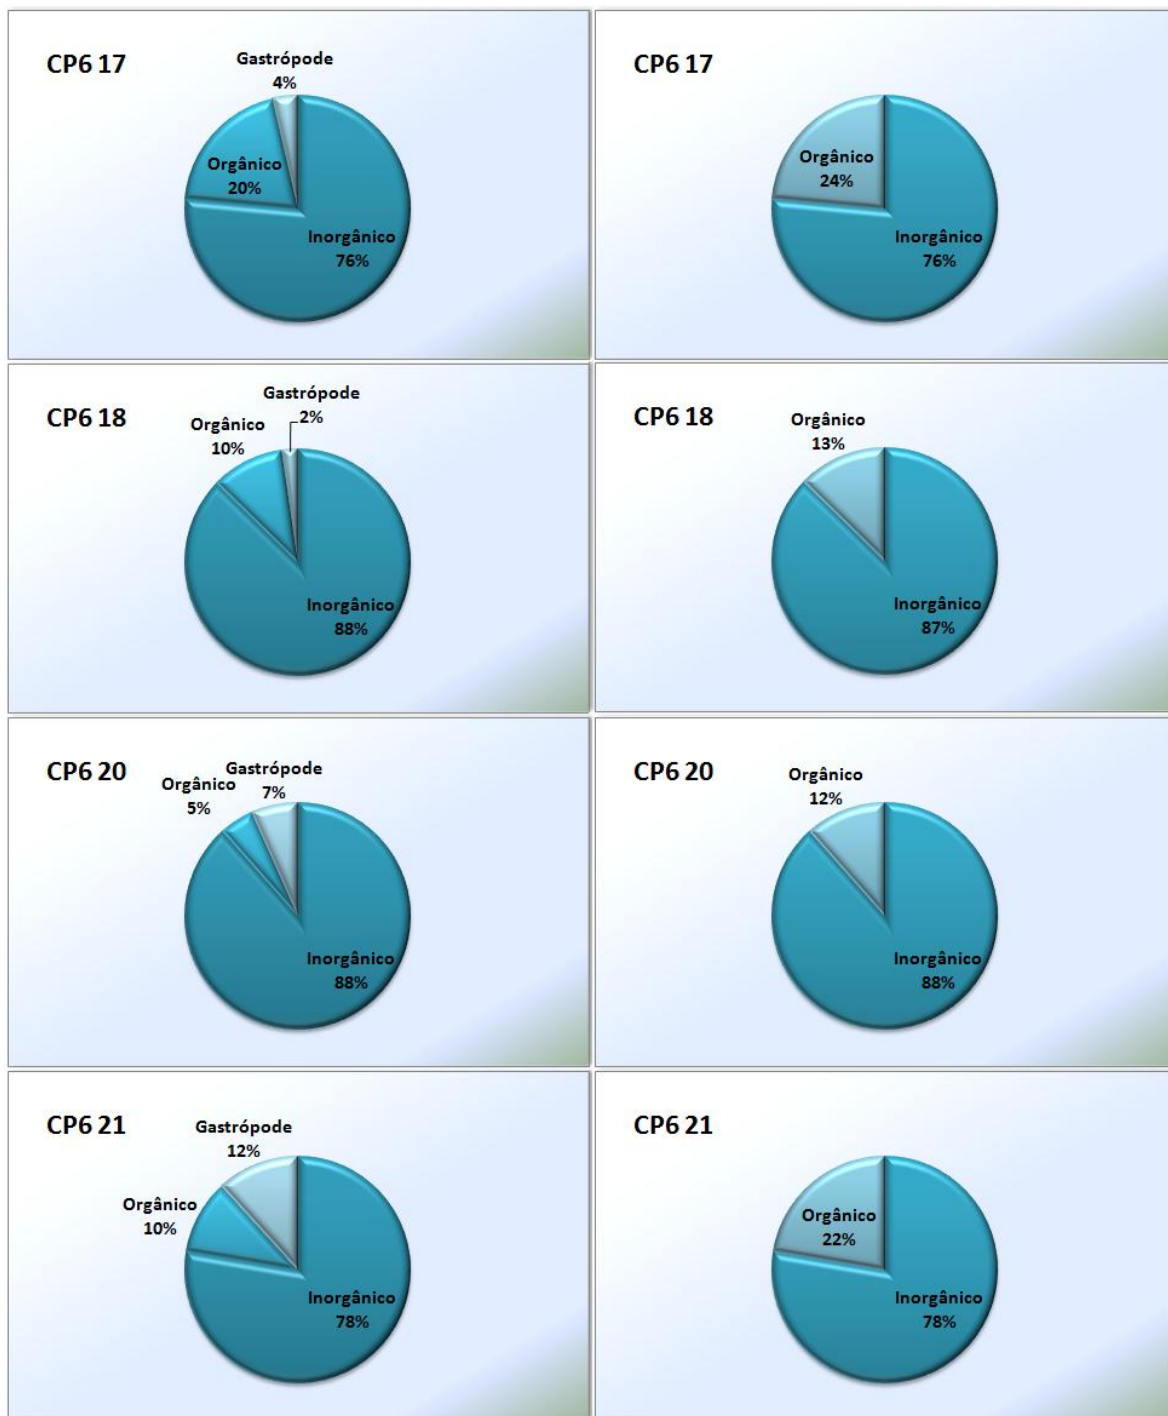 CP6 17
Gastrópode
4%
Orgânico
20%
Inorgânico
76%
CP6 17
Orgânico
24%
Inorgânico
76%
CP6 18
Gastrópode
2%
Orgânico
10%
Inorgânico
88%
CP6 18
Orgânico
13%
Inorgânico
87%
CP6 20
Gastrópode
7%
Orgânico
5%
Inorgânico
88%
CP6 20
Orgânico
12%
Inorgânico
88%
CP6 21
Gastrópode
12%
Orgânico
10%
Inorgânico
78%
CP6 21
Orgânico
22%
Inorgânico
78%